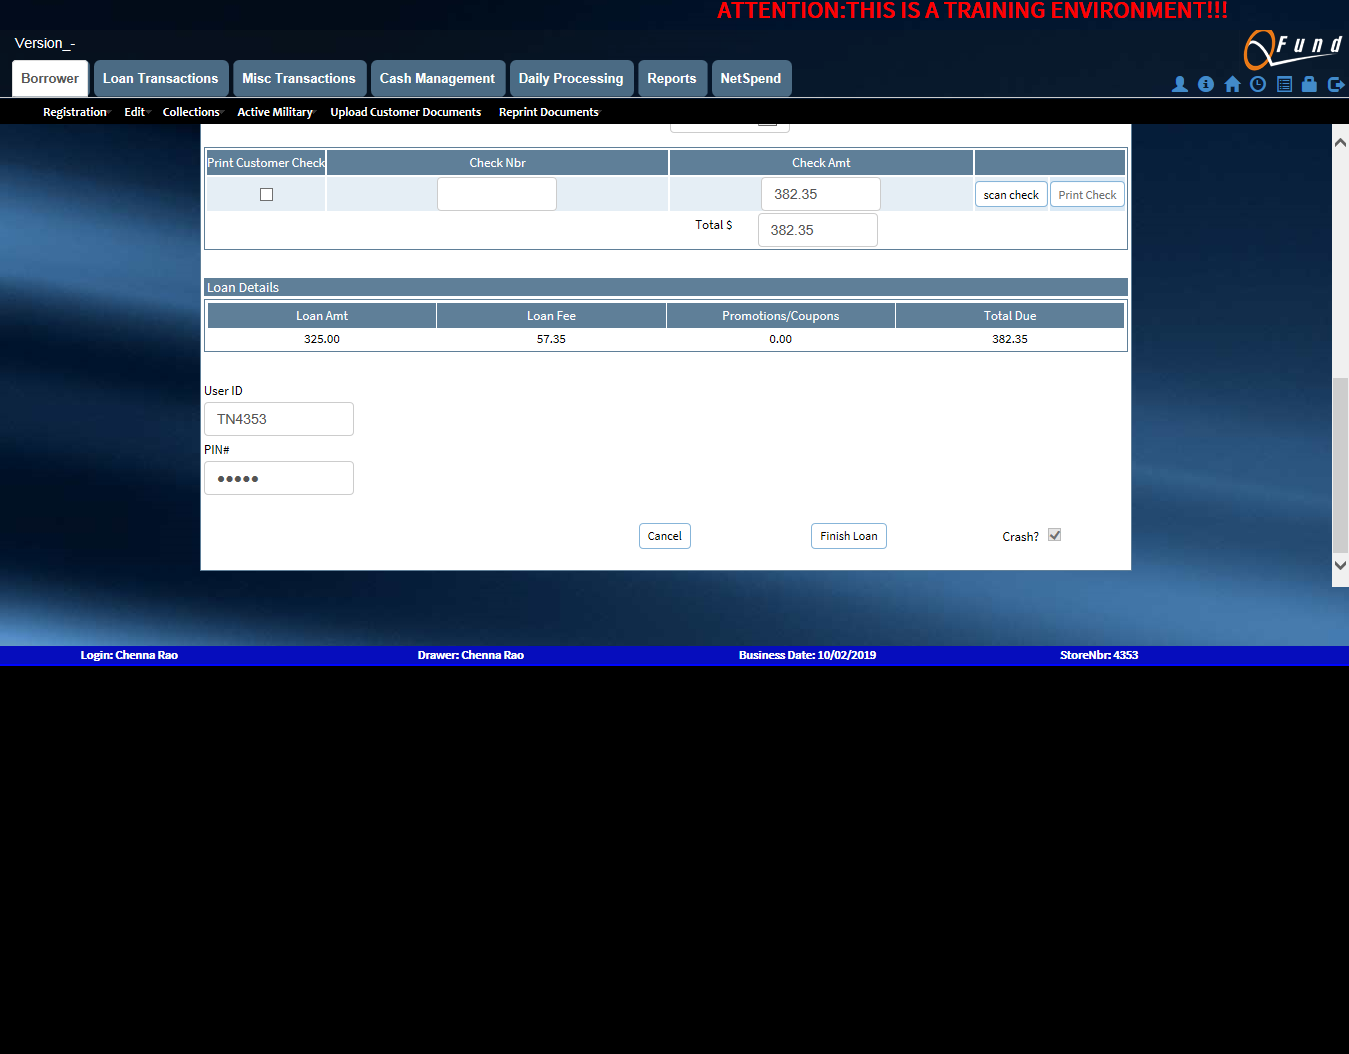 ATTENTION:THIS IS A TRAINING ENVIRONMENT!!!
Version_-
QFund
Borrower Loan Transactions Misc Transactions Cash Management Daily Processing Reports NetSpend
Registration Edit Collections Active Military Upload Customer Documents Reprint Documents
Print Customer Check Check Nbr Check Amt
382.35 scan check Print Check
Total $ 382.35
Loan Details
Loan Amt Loan Fee Promotions/Coupons Total Due
325.00 57.35 0.00 382.35
User ID
TN4353
PIN#
●●●●●
Cancel Finish Loan Crash?
Login: Chenna Rao Drawer: Chenna Rao Business Date: 10/02/2019 StoreNbr: 4353